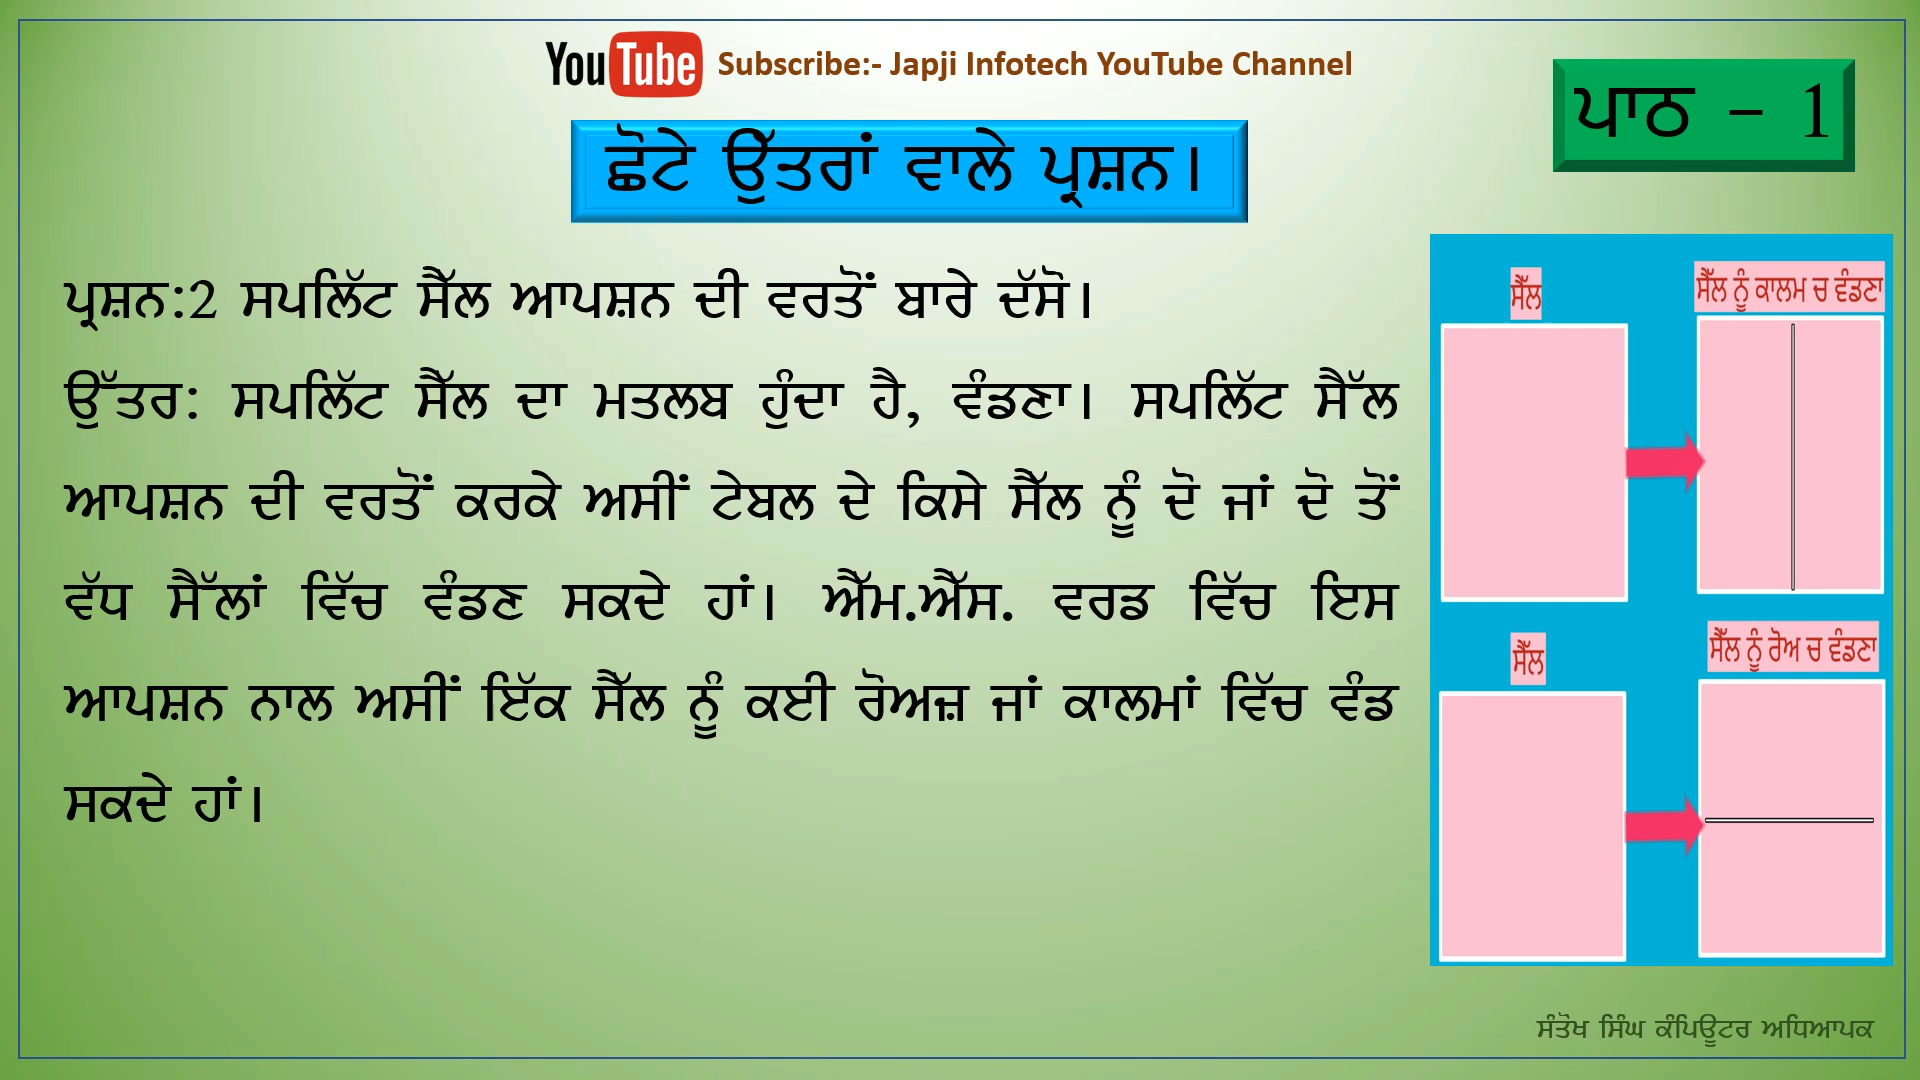 YouTube Subscribe:- Japji Infotech YouTube Channel
ਪਾਠ – 1
ਛੋਟੇ ਉੱਤਰਾਂ ਵਾਲੇ ਪ੍ਰਸ਼ਨ।
ਪ੍ਰਸ਼ਨ:2 ਸਪਲਿੱਟ ਸੈੱਲ ਆਪਸ਼ਨ ਦੀ ਵਰਤੋਂ ਬਾਰੇ ਦੱਸੋ।
ਉੱਤਰ: ਸਪਲਿੱਟ ਸੈੱਲ ਦਾ ਮਤਲਬ ਹੁੰਦਾ ਹੈ, ਵੰਡਣਾ। ਸਪਲਿੱਟ ਸੈੱਲ
ਆਪਸ਼ਨ ਦੀ ਵਰਤੋਂ ਕਰਕੇ ਅਸੀਂ ਟੇਬਲ ਦੇ ਕਿਸੇ ਸੈੱਲ ਨੂੰ ਦੋ ਜਾਂ ਦੋ ਤੋਂ
ਵੱਧ ਸੈੱਲਾਂ ਵਿੱਚ ਵੰਡਣ ਸਕਦੇ ਹਾਂ। ਐੱਮ.ਐੱਸ. ਵਰਡ ਵਿੱਚ ਇਸ
ਆਪਸ਼ਨ ਨਾਲ ਅਸੀਂ ਇੱਕ ਸੈੱਲ ਨੂੰ ਕਈ ਰੋਅਜ਼ ਜਾਂ ਕਾਲਮਾਂ ਵਿੱਚ ਵੰਡ
ਸਕਦੇ ਹਾਂ।
ਸੈੱਲ
ਸੈੱਲ ਨੂੰ ਕਾਲਮ ਚ ਵੰਡਣਾ
ਸੈੱਲ
ਸੈੱਲ ਨੂੰ ਰੋਅ ਚ ਵੰਡਣਾ
ਸੰਤੋਖ ਸਿੰਘ ਕੰਪਿਊਟਰ ਅਧਿਆਪਕ